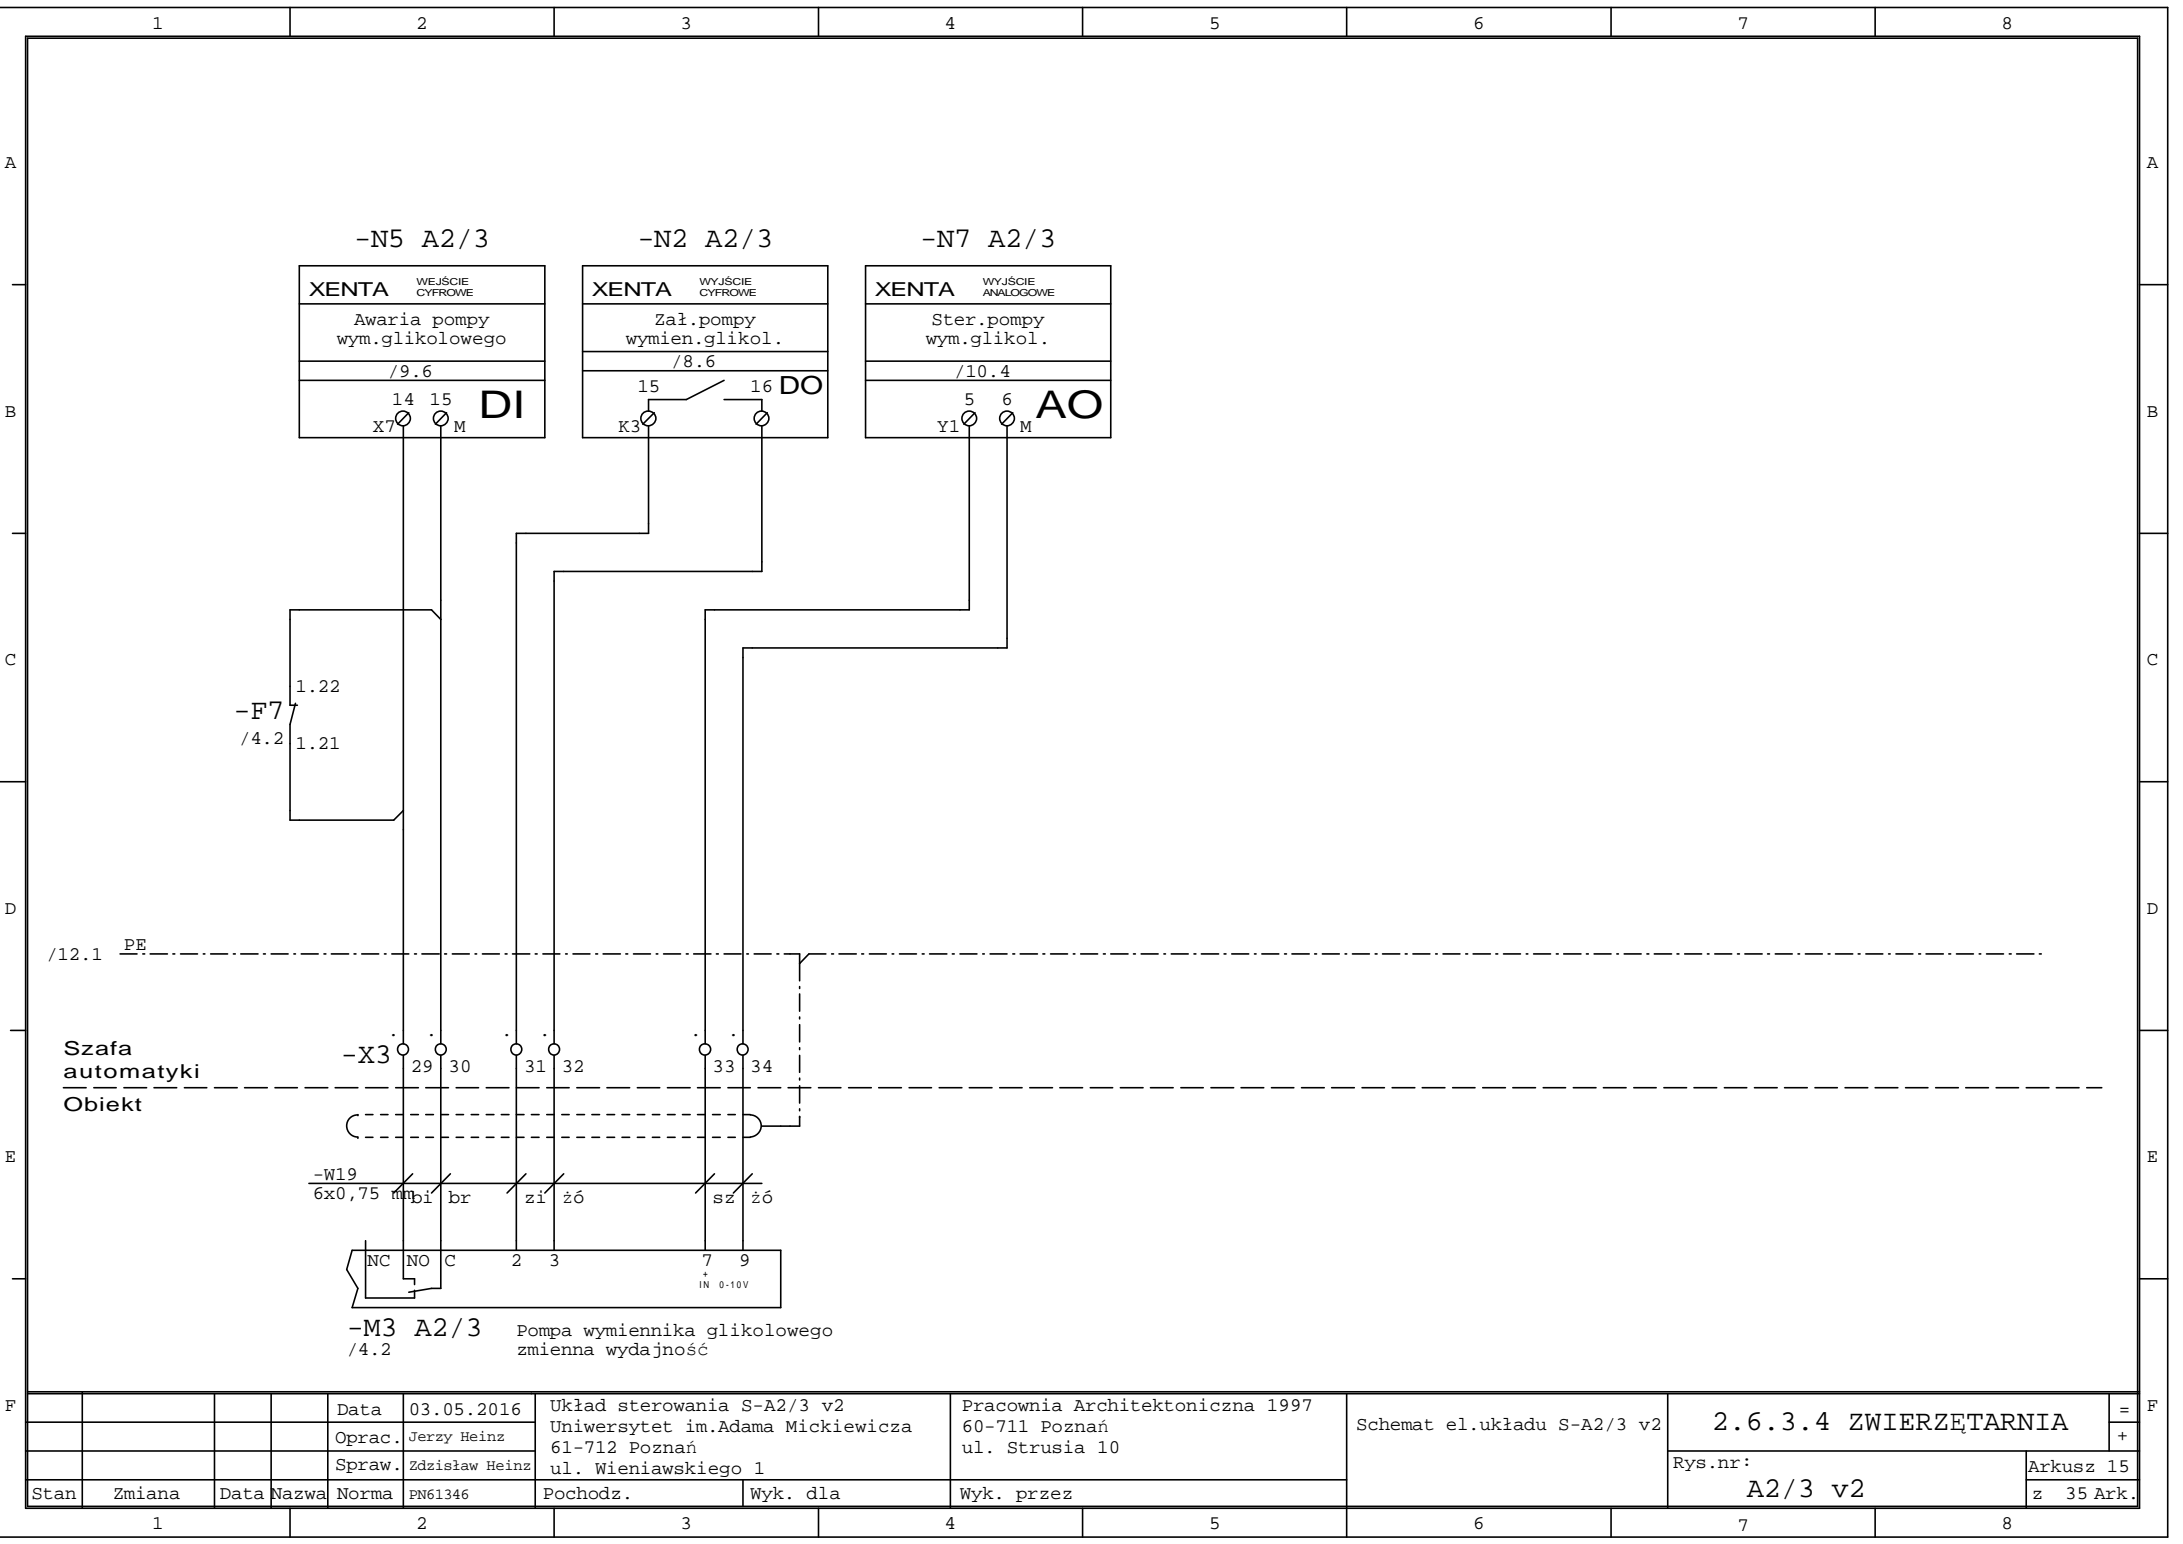 1 2 3 4 5 6 7 8
A A
-N5 A2/3 -N2 A2/3 -N7 A2/3
XENTA WEJŚCIE CYFROWE
Awaria pompy
wym.glikolowego
/9.6
14 15 DI
X7 M
XENTA WYJŚCIE CYFROWE
Zał.pompy
wymien.glikol.
/8.6
15 16 DO
K3
XENTA WYJŚCIE ANALOGOWE
Ster.pompy
wym.glikol.
/10.4
5 6 AO
Y1 M
B B
C C
1.22
-F7
/4.2 1.21
D D
/12.1 PE
Szafa
automatyki
Obiekt
-X3 29 30 31 32 33 34
E E
-W19
6x0,75 mm bi br zi żó sz żó
NC NO C 2 3 7 9
+
IN 0-10V
-M3 A2/3
/4.2
Pompa wymiennika glikolowego
zmienna wydajność
F F
Data 03.05.2016
Oprac. Jerzy Heinz
Spraw. Zdzisław Heinz
Stan Zmiana Data Nazwa Norma PN61346
Układ sterowania S-A2/3 v2
Uniwersytet im.Adama Mickiewicza
61-712 Poznań
ul. Wieniawskiego 1
Pochodz. Wyk. dla
Pracownia Architektoniczna 1997
60-711 Poznań
ul. Strusia 10
Wyk. przez
Schemat el.układu S-A2/3 v2
2.6.3.4 ZWIERZĘTARNIA
=
+
Rys.nr:
A2/3 v2
Arkusz 15
z 35 Ark.
1 2 3 4 5 6 7 8